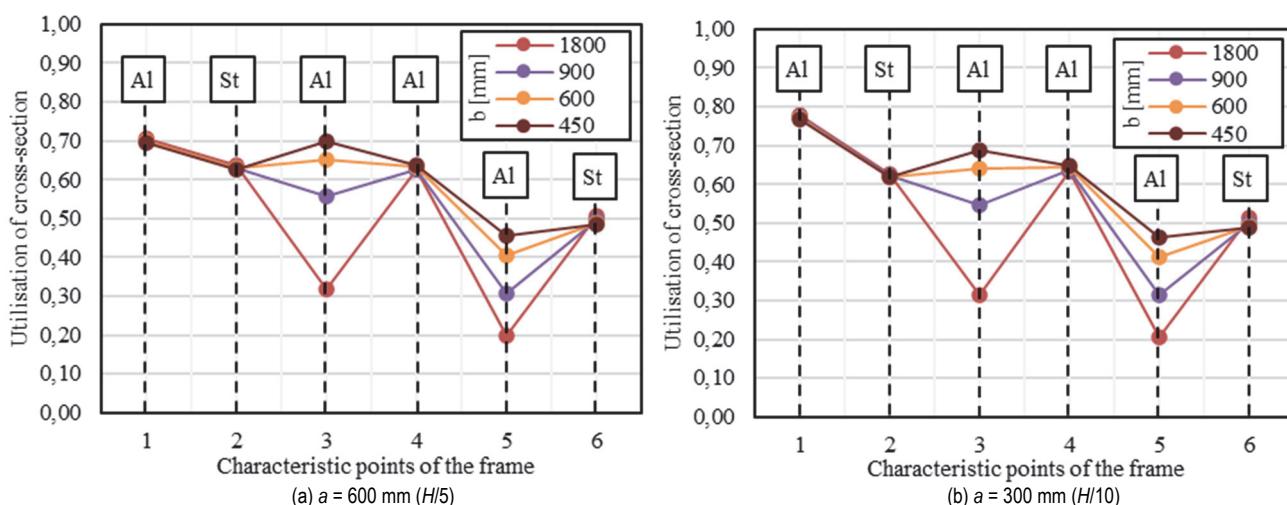 1,00
0,90
0,80
0,70
0,60
0,50
0,40
0,30
0,20
0,10
0,00
Utilisation of cross-section
Al
St
Al
Al
Al
St
b [mm]
1800
900
600
450
1 2 3 4 5 6
Characteristic points of the frame
(a) a = 600 mm (H/5)
1,00
0,90
0,80
0,70
0,60
0,50
0,40
0,30
0,20
0,10
0,00
Utilisation of cross-section
Al
St
Al
Al
Al
St
b [mm]
1800
900
600
450
1 2 3 4 5 6
Characteristic points of the frame
(b) a = 300 mm (H/10)